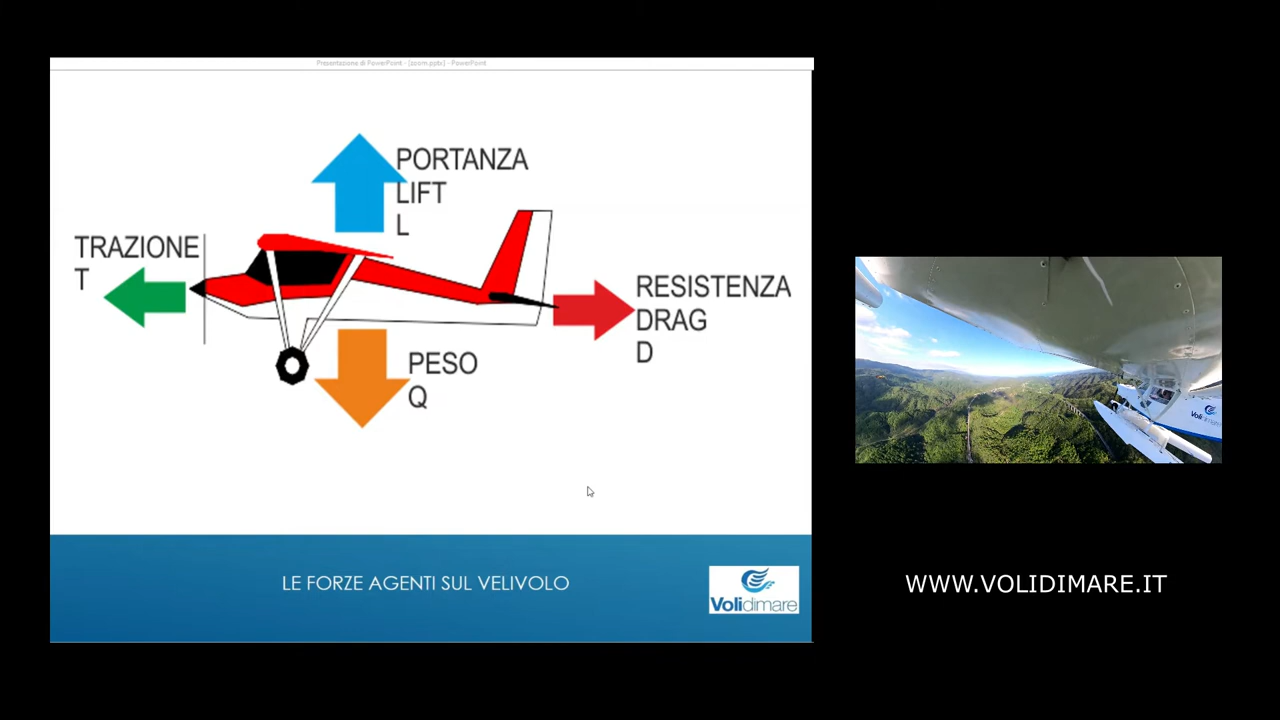 Presentazione di PowerPoint - [zoom.pptx] - PowerPoint
PORTANZA
LIFT
L
TRAZIONE
T
RESISTENZA
DRAG
D
PESO
Q
LE FORZE AGENTI SUL VELIVOLO
Volidimare
Volidimare
WWW.VOLIDIMARE.IT